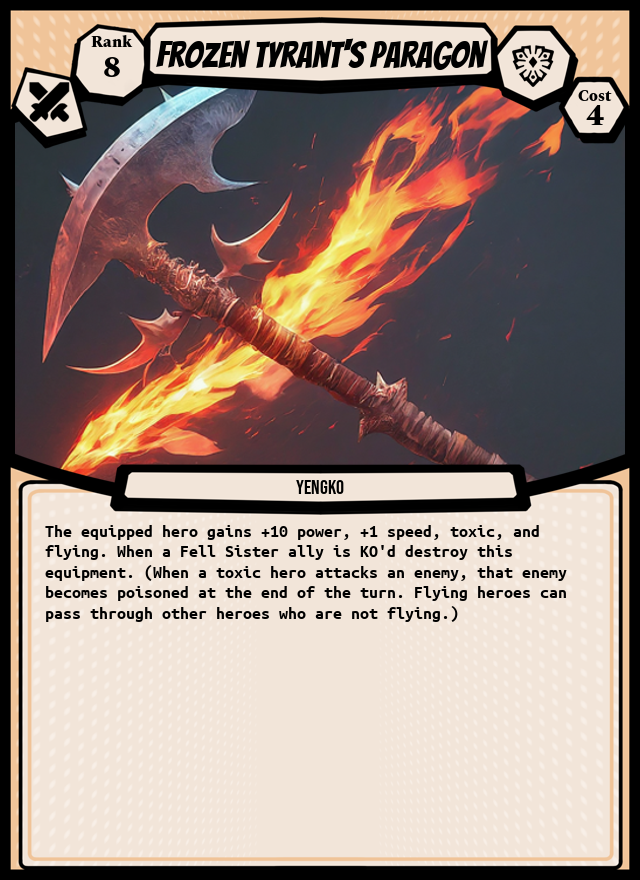 Rank
8
FROZEN TYRANT'S PARAGON
Cost
4
YENGKO
The equipped hero gains +10 power, +1 speed, toxic, and
flying. When a Fell Sister ally is KO'd destroy this
equipment. (When a toxic hero attacks an enemy, that enemy
becomes poisoned at the end of the turn. Flying heroes can
pass through other heroes who are not flying.)